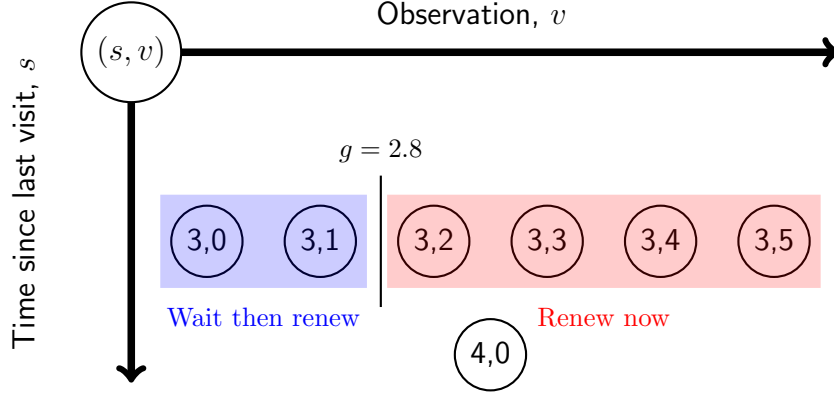 Observation, v
(s, v)
Time since last visit, s
g = 2.8
3,0 3,1 3,2 3,3 3,4 3,5
Wait then renew Renew now
4,0